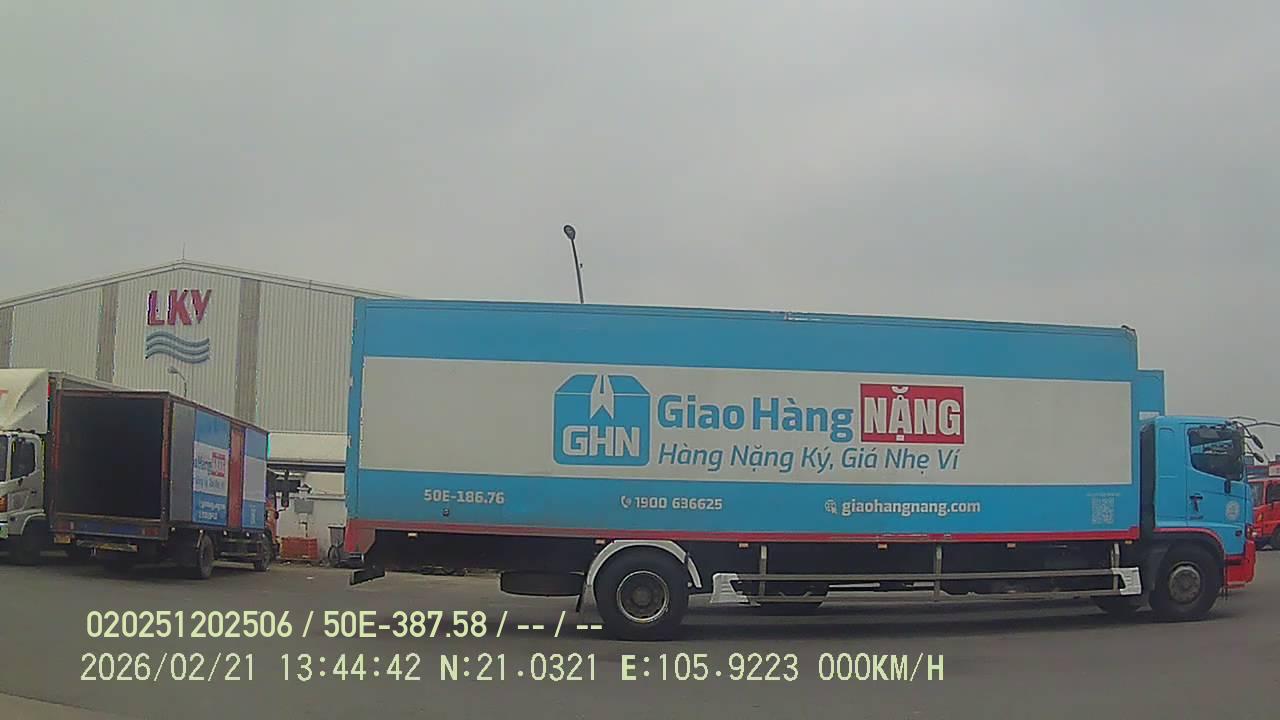 LKV
GHN
Giao Hàng NẶNG
Hàng Nặng Ký, Giá Nhẹ Ví
50E-186.76
1900 636625
giaohangnang.com
020251202506 / 50E-387.58 / -- / --
2026/02/21 13:44:42 N:21.0321 E:105.9223 000KM/H